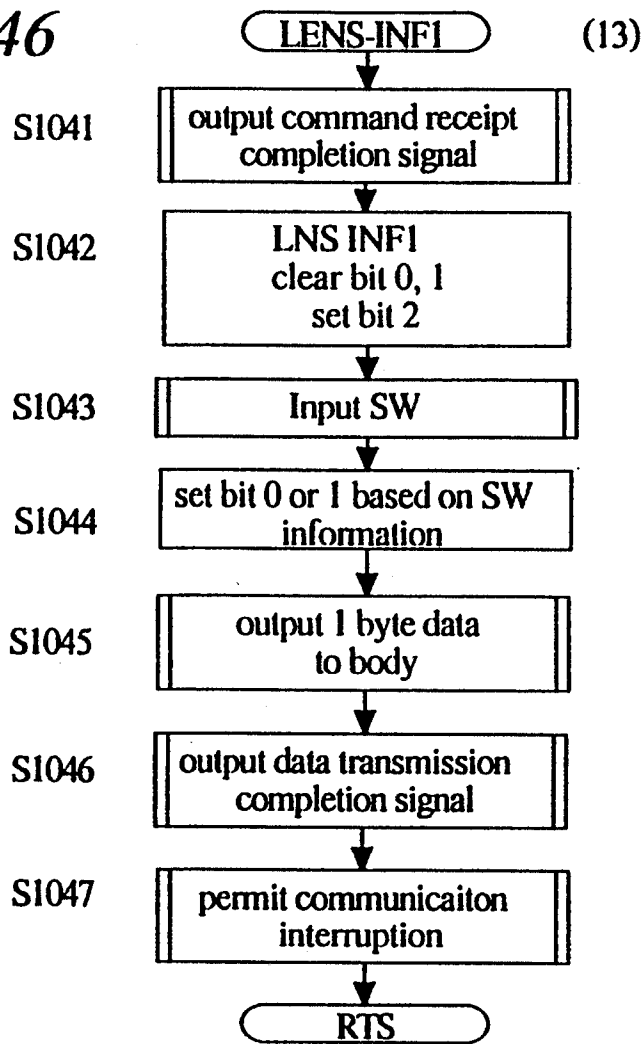 46
LENS-INF1
(13)
S1041
output command receipt
completion signal
S1042
LNS INF1
clear bit 0, 1
set bit 2
S1043
Input SW
S1044
set bit 0 or 1 based on SW
information
S1045
output 1 byte data
to body
S1046
output data transmission
completion signal
S1047
permit communicaiton
interruption
RTS